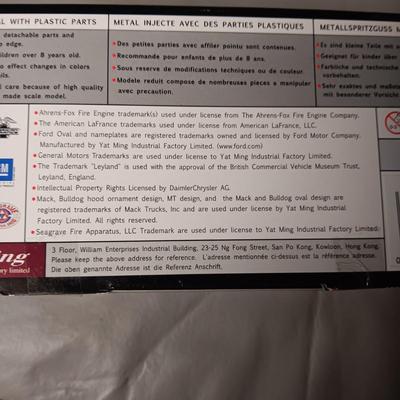 L WITH PLASTIC PARTS
detachable parts and
p edge.
ildren over 8 years old.
o effect changes in colors
ils.
l care because of high quality
made scale model.
METAL INJECTE AVEC DES PARTIES PLASTIQUES
Des petites parties avec affiler pointu sont contenues.
Recommande pour enfants de plus de 8 ans.
Sous reserve de modifications techniques ou de couleur.
Modele reduit compose de nombreuses pieces a manipuler
avec precaution.
METALLSPRITZGUSS M
Es sind kleine Teile mit s
Geeignet für kinder über
Farbliche und technische
vorbehalten.
Sehr exaktes und maßsta
mit besonderer Vorsicht
Ahrens-Fox Fire Engine trademark(s) used under license from The Ahrens-Fox Fire Engine Company.
The American LaFrance trademarks used under license from American LaFrance, LLC.
Ford Oval and nameplates are registered trademarks owned and licensed by Ford Motor Company.
Manufactured by Yat Ming Industrial Factory Limited. (www.ford.com)
General Motors Trademarks are used under license to Yat Ming Industrial Factory Limited.
The Trademark "Leyland" is used with the approval of the British Commercial Vehicle Museum Trust,
Leyland, England.
Intellectual Property Rights Licensed by DaimlerChrysler AG.
Mack, Bulldog hood ornament design, MT design, and the Mack and Bulldog oval design are
registered trademarks of Mack Trucks, Inc and are used under license by Yat Ming Industrial
Factory Limited. All rights reserved.
Seagrave Fire Apparatus, LLC Trademark are used under license to Yat Ming Industrial Factory Limited.
GM
ing
ory limited
3 Floor, William Enterprises Industrial Building, 23-25 Ng Fong Street, San Po Kong, Kowloon, Hong Kong.
Please keep the above address for reference. L'adresse mentionnée ci-dessus est la référence adresse.
Die oben genannte Adresse ist die Referenz Anschrift.